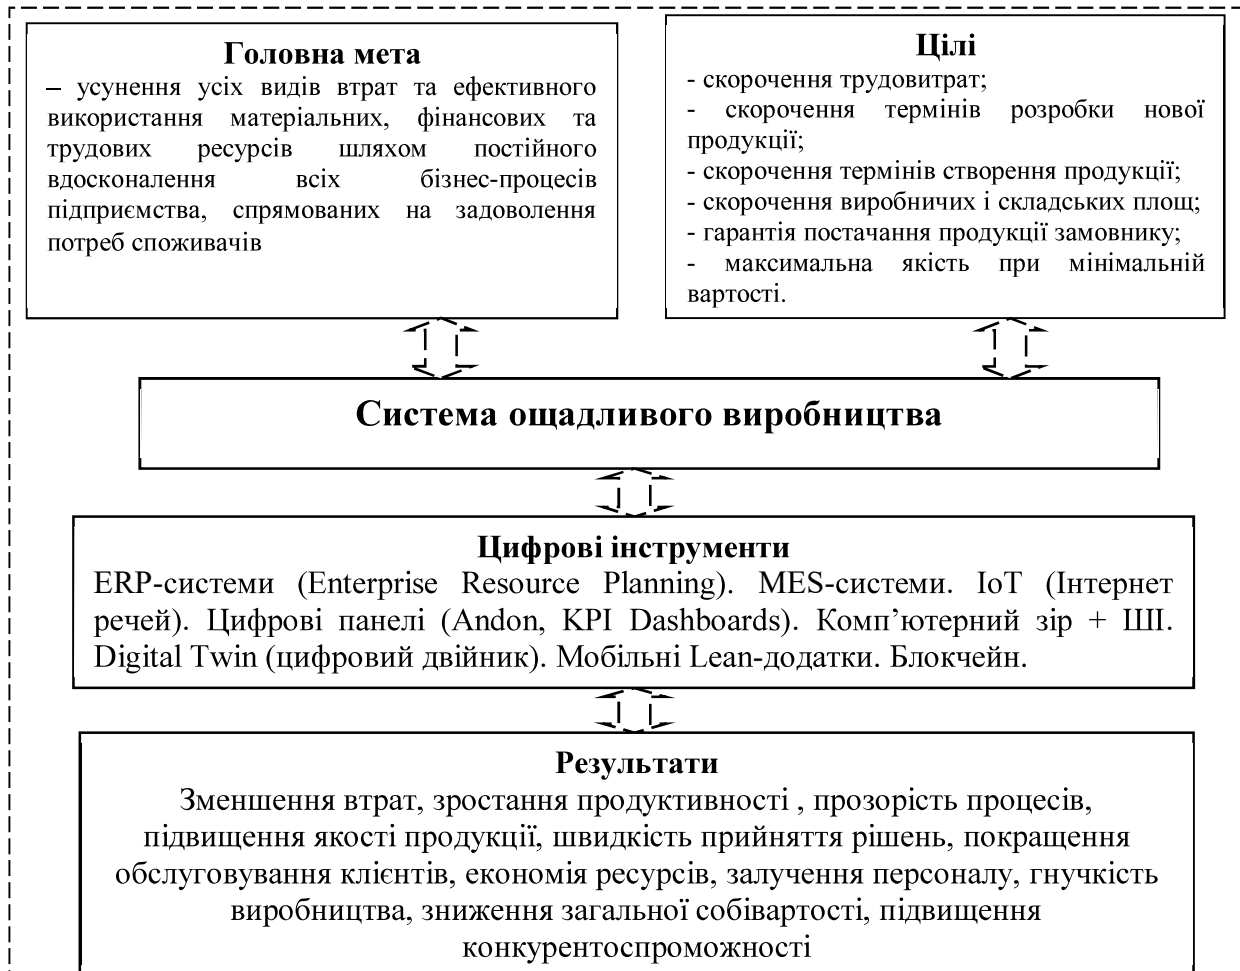 Головна мета
– усунення усіх видів втрат та ефективного
використання матеріальних, фінансових та
трудових ресурсів шляхом постійного
вдосконалення всіх бізнес-процесів
підприємства, спрямованих на задоволення
потреб споживачів
Цілі
- скорочення трудовитрат;
- скорочення термінів розробки нової
продукції;
- скорочення термінів створення продукції;
- скорочення виробничих і складських площ;
- гарантія постачання продукції замовнику;
- максимальна якість при мінімальній
вартості.
Система ощадливого виробництва
Цифрові інструменти
ERP-системи (Enterprise Resource Planning). MES-системи. IoT (Інтернет
речей). Цифрові панелі (Andon, KPI Dashboards). Комп’ютерний зір + ШІ.
Digital Twin (цифровий двійник). Мобільні Lean-додатки. Блокчейн.
Результати
Зменшення втрат, зростання продуктивності , прозорість процесів,
підвищення якості продукції, швидкість прийняття рішень, покращення
обслуговування клієнтів, економія ресурсів, залучення персоналу, гнучкість
виробництва, зниження загальної собівартості, підвищення
конкурентоспроможності